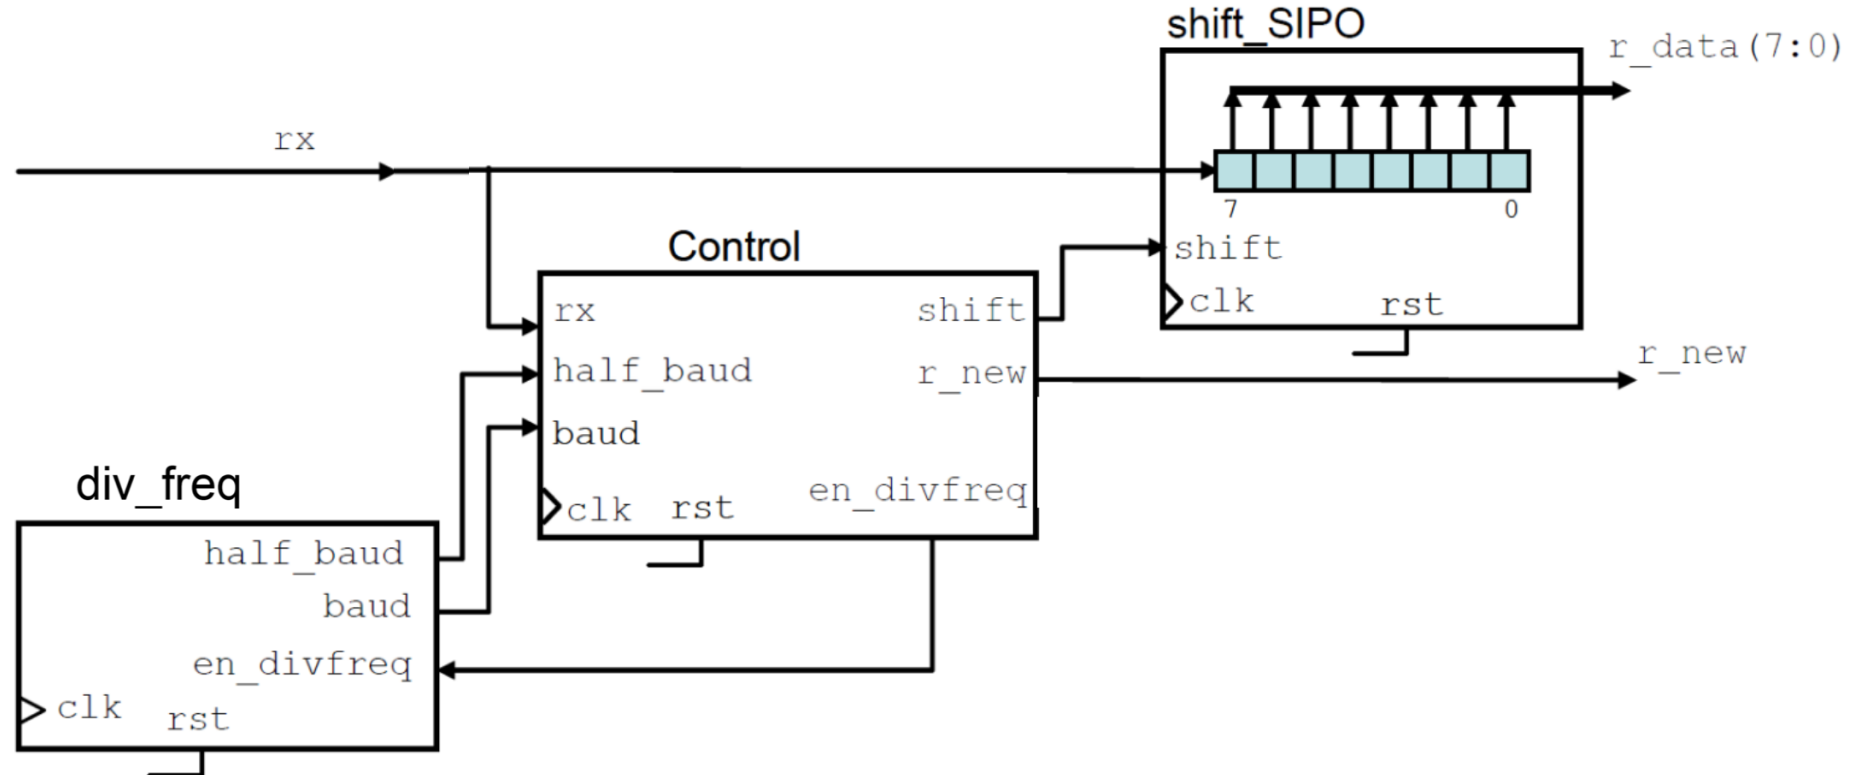 shift_SIPO
r_data(7:0)
rx
7 0
shift
clk rst
Control
rx shift
half_baud r_new
baud
en_divfreq
clk rst
r_new
div_freq
half_baud
baud
en_divfreq
clk
rst